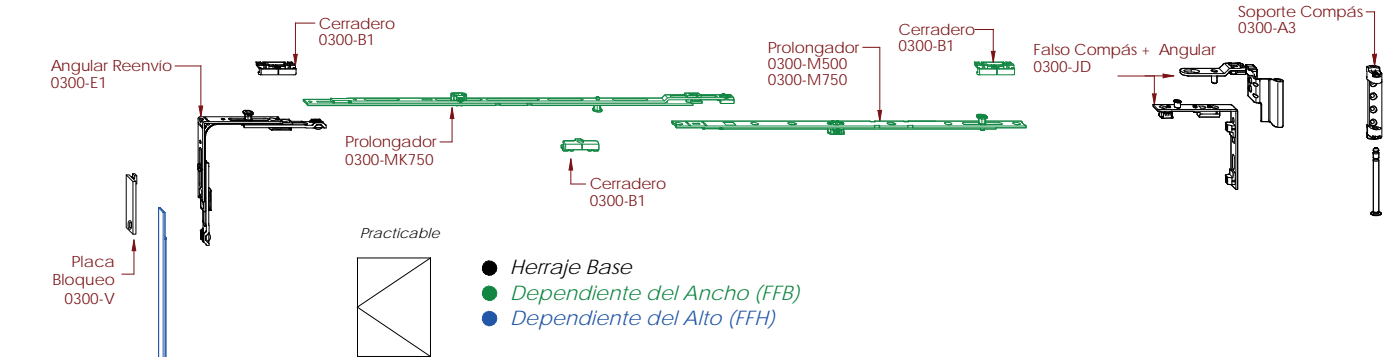 Cerradero
0300-B1
Angular Reenvío
0300-E1
Prolongador
0300-MK750
Cerradero
0300-B1
Prolongador
0300-M500
0300-M750
Cerradero
0300-B1
Falso Compás + Angular
0300-JD
Soporte Compás
0300-A3
Placa
Bloqueo
0300-V
Practicable
Herraje Base
Dependiente del Ancho (FFB)
Dependiente del Alto (FFH)